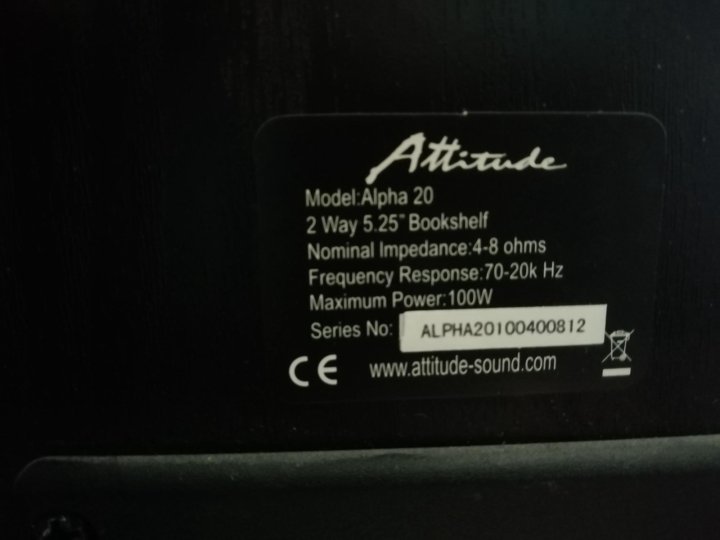 Attitude
Model:Alpha 20
2 Way 5.25" Bookshelf
Nominal Impedance:4-8 ohms
Frequency Response:70-20k Hz
Maximum Power:100W
Series No: ALPHA20100400812
CE www.attitude-sound.com